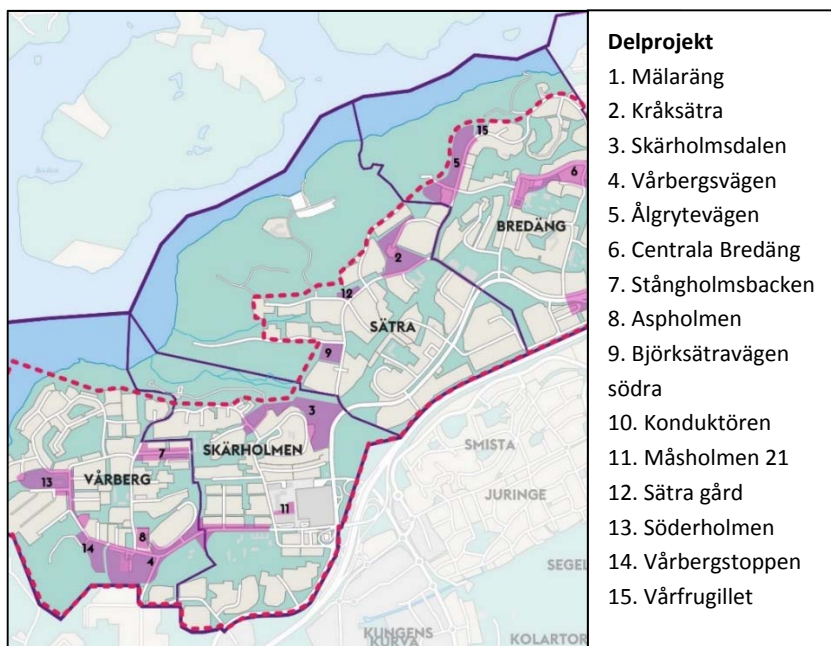 15
5
6
BREDÄNG
2
12
SÄTRA
9
3
SMISTA
SKÄRHOLMEN
7
VÅRBERG
13
JURINGE
11
8
14
4
SEGEL
KUNGENS
KURVA
KOLARTOR
Delprojekt
1. Mälaräng
2. Kråksätra
3. Skärholmsdalen
4. Vårbergsvägen
5. Ålgrytevägen
6. Centrala Bredäng
7. Stångholmsbacken
8. Aspholmen
9. Björksätravägen
södra
10. Konduktören
11. Måsholmen 21
12. Sätra gård
13. Söderholmen
14. Vårbergstoppen
15. Vårfrugillet